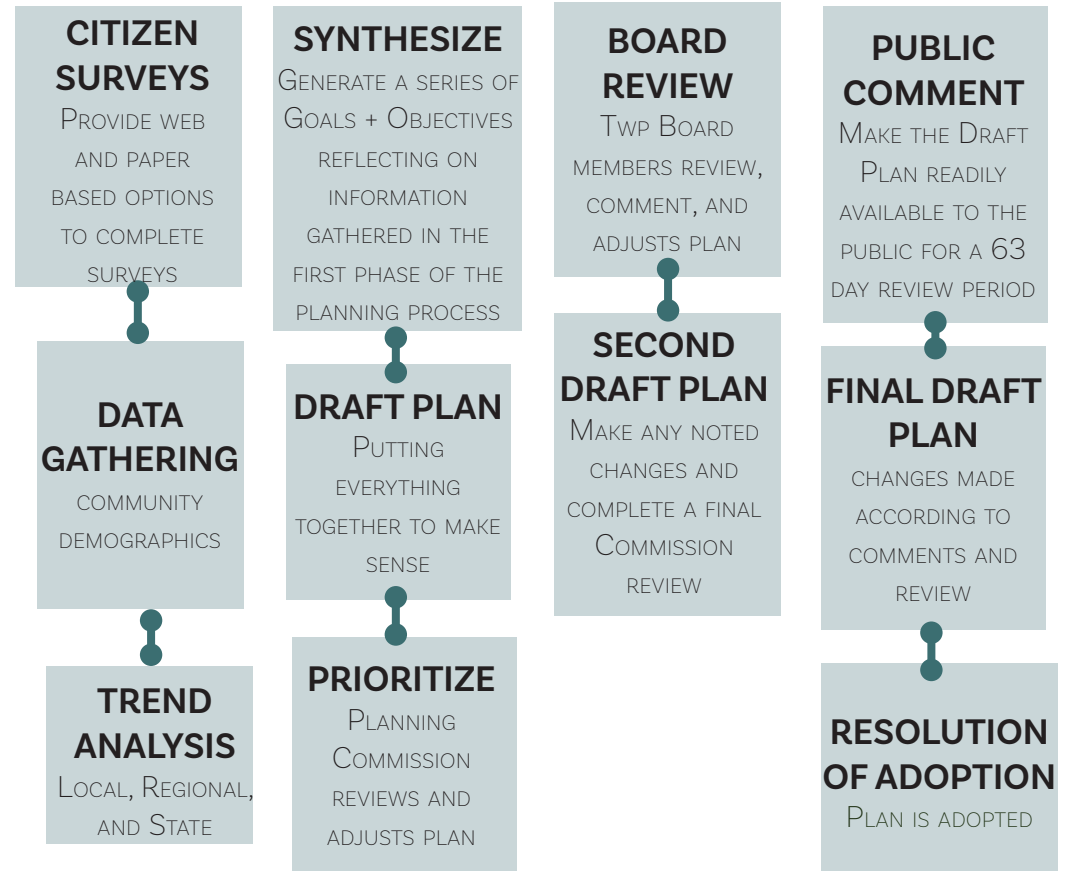 CITIZEN
SURVEYS
Provide web
and paper
based options
to complete
surveys
DATA
GATHERING
community
demographics
TREND
ANALYSIS
Local, Regional,
and State
SYNTHESIZE
Generate a series of
Goals + Objectives
reflecting on
information
gathered in the
first phase of the
planning process
DRAFT PLAN
Putting
everything
together to make
sense
PRIORITIZE
Planning
Commission
reviews and
adjusts plan
BOARD
REVIEW
Twp Board
members review,
comment, and
adjusts plan
SECOND
DRAFT PLAN
Make any noted
changes and
complete a final
Commission
review
PUBLIC
COMMENT
Make the Draft
Plan readily
available to the
public for a 63
day review period
FINAL DRAFT
PLAN
changes made
according to
comments and
review
RESOLUTION
OF ADOPTION
Plan is adopted